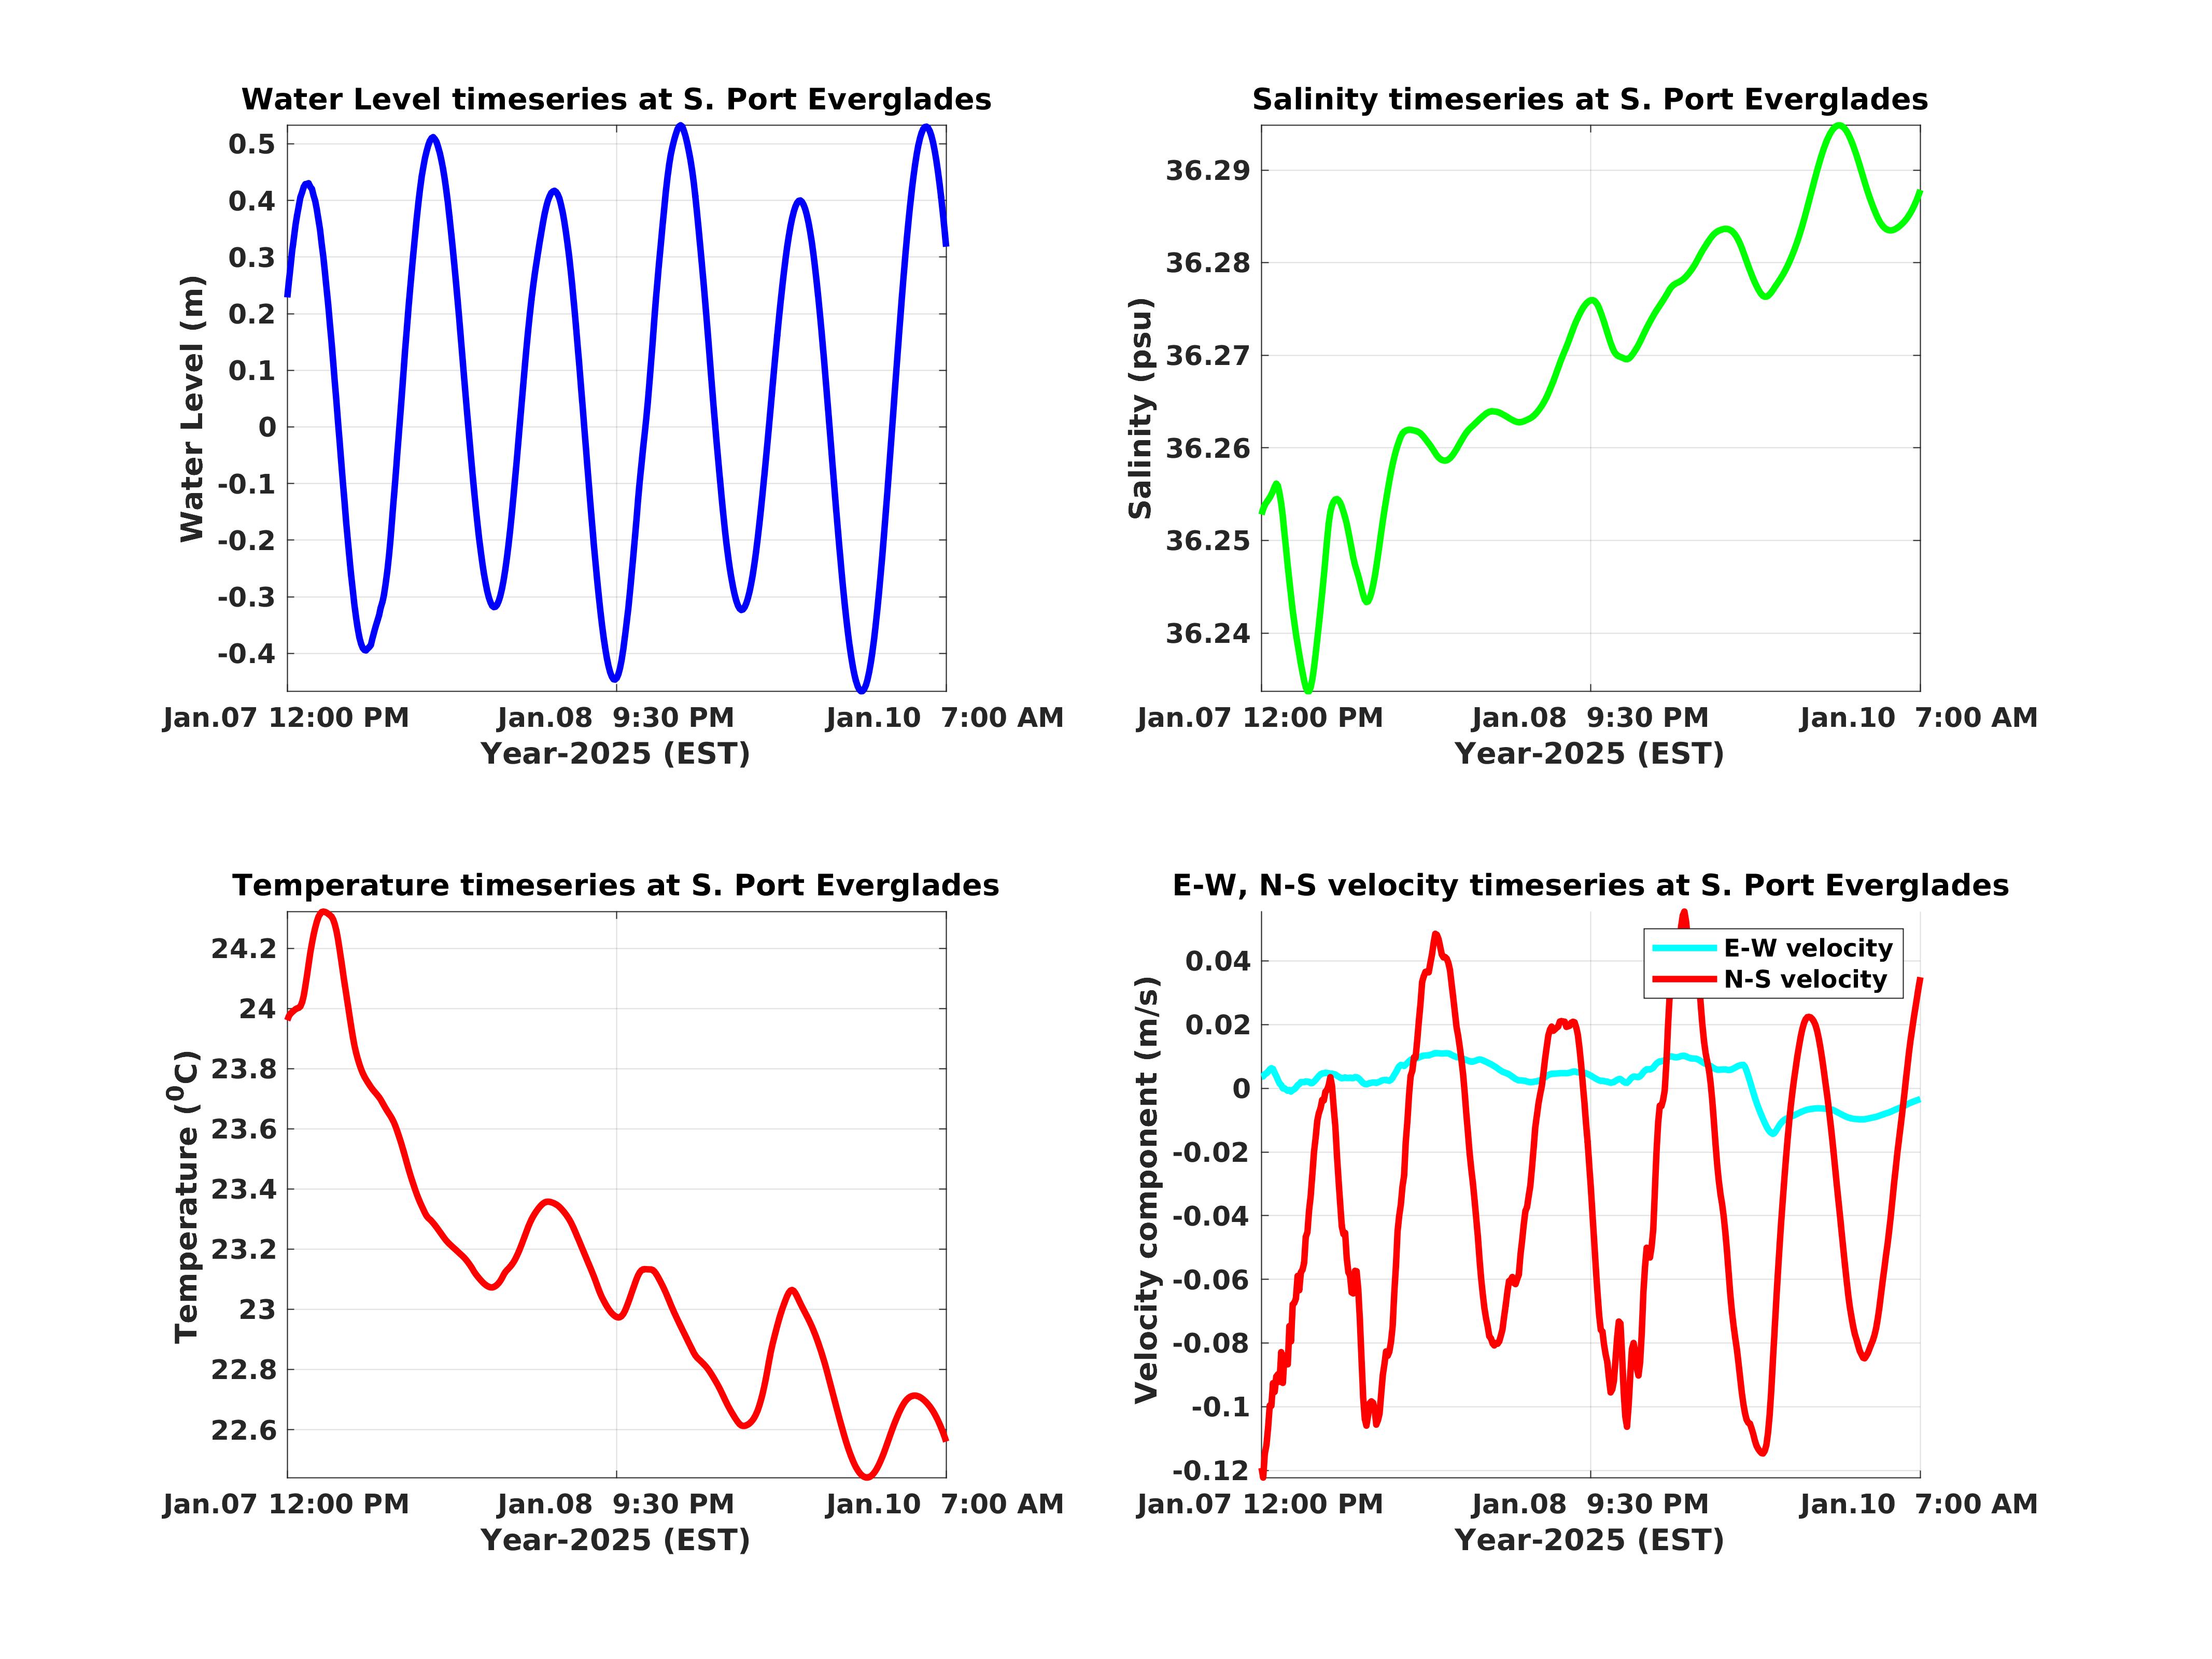 Water Level timeseries at S. Port Everglades
0.5
0.4
0.3
0.2
0.1
0
-0.1
-0.2
-0.3
-0.4
Water Level (m)
Jan.07 12:00 PM Jan.08  9:30 PM Jan.10  7:00 AM
Year-2025 (EST)
Salinity timeseries at S. Port Everglades
36.29
36.28
36.27
36.26
36.25
36.24
Salinity (psu)
Jan.07 12:00 PM Jan.08  9:30 PM Jan.10  7:00 AM
Year-2025 (EST)
Temperature timeseries at S. Port Everglades
24.2
24
23.8
23.6
23.4
23.2
23
22.8
22.6
Temperature (⁰C)
Jan.07 12:00 PM Jan.08  9:30 PM Jan.10  7:00 AM
Year-2025 (EST)
E-W, N-S velocity timeseries at S. Port Everglades
E-W velocity
N-S velocity
0.04
0.02
0
-0.02
-0.04
-0.06
-0.08
-0.1
-0.12
Velocity component (m/s)
Jan.07 12:00 PM Jan.08  9:30 PM Jan.10  7:00 AM
Year-2025 (EST)